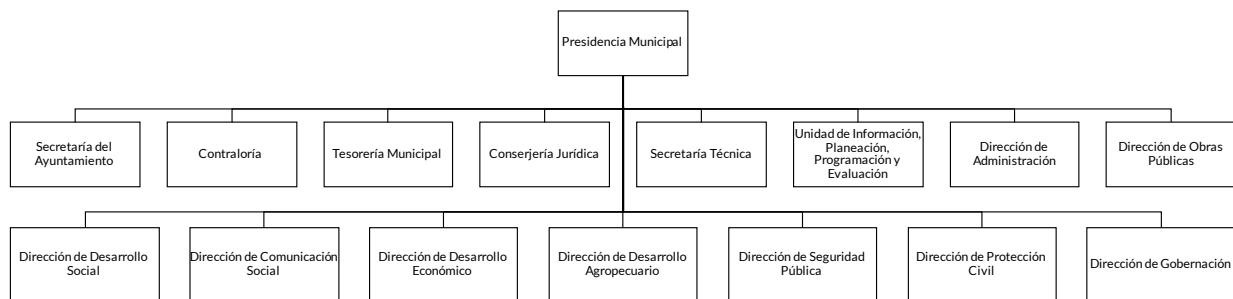 Presidencia Municipal
Secretaría del
Ayuntamiento
Contraloría
Tesorería Municipal
Conserjería Jurídica
Secretaría Técnica
Unidad de Información,
Planeación,
Programación y
Evaluación
Dirección de
Administración
Dirección de Obras
Públicas
Dirección de Desarrollo
Social
Dirección de Comunicación
Social
Dirección de Desarrollo
Económico
Dirección de Desarrollo
Agropecuario
Dirección de Seguridad
Pública
Dirección de Protección
Civil
Dirección de Gobernación